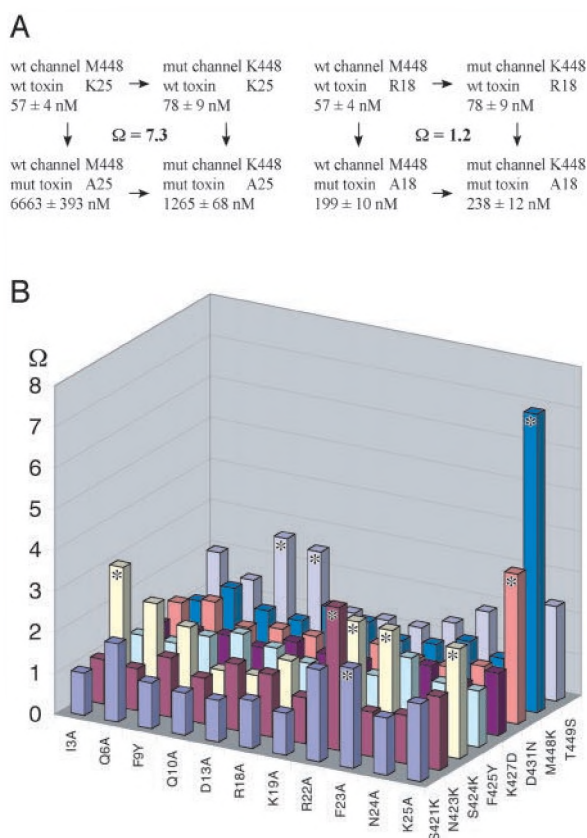 A
wt channel M448 mut channel K448 wt channel M448 mut channel K448
wt toxin K25 wt toxin K25 wt toxin R18 wt toxin R18
57 ± 4 nM 78 ± 9 nM 57 ± 4 nM 78 ± 9 nM
Ω = 7.3 Ω = 1.2
wt channel M448 mut channel K448 wt channel M448 mut channel K448
mut toxin A25 mut toxin A25 mut toxin A18 mut toxin A18
6663 ± 393 nM 1265 ± 68 nM 199 ± 10 nM 238 ± 12 nM
B
Ω
8
7
6
5
4
3
2
1
0
I3A
Q6A
F9Y
Q10A
D13A
R18A
K19A
R22A
F23A
N24A
K25A
S421K
N423K
S424K
F425Y
K427D
D431N
M448K
T449S